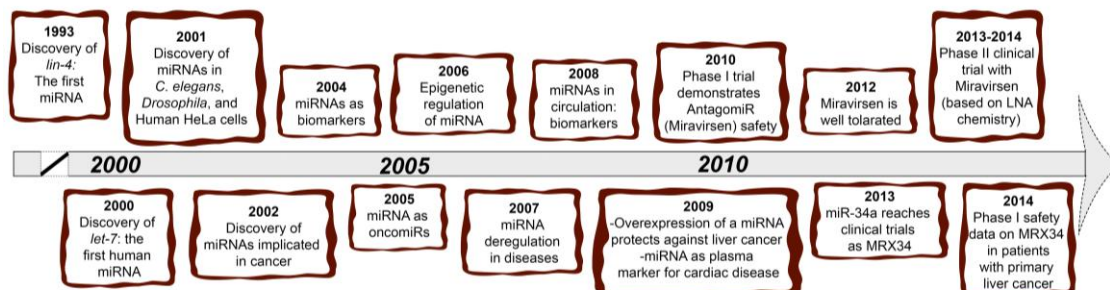 1993
Discovery of
lin-4:
The first
miRNA
2001
Discovery of
miRNAs in
C. elegans,
Drosophila, and
Human HeLa cells
2004
miRNAs as
biomarkers
2006
Epigenetic
regulation
of miRNA
2008
miRNAs in
circulation:
biomarkers
2010
Phase I trial
demonstrates
AntagomiR
(Miravirsen) safety
2012
Miravirsen is
well tolarated
2013-2014
Phase II clinical
trial with
Miravirsen
(based on LNA
chemistry)
2000
2005
2010
2000
Discovery of
let-7: the
first human
miRNA
2002
Discovery of
miRNAs implicated
in cancer
2005
miRNA as
oncomiRs
2007
miRNA
deregulation
in diseases
2009
-Overexpression of a miRNA
protects against liver cancer
-miRNA as plasma
marker for cardiac disease
2013
miR-34a reaches
clinical trials
as MRX34
2014
Phase I safety
data on MRX34
in patients
with primary
liver cancer